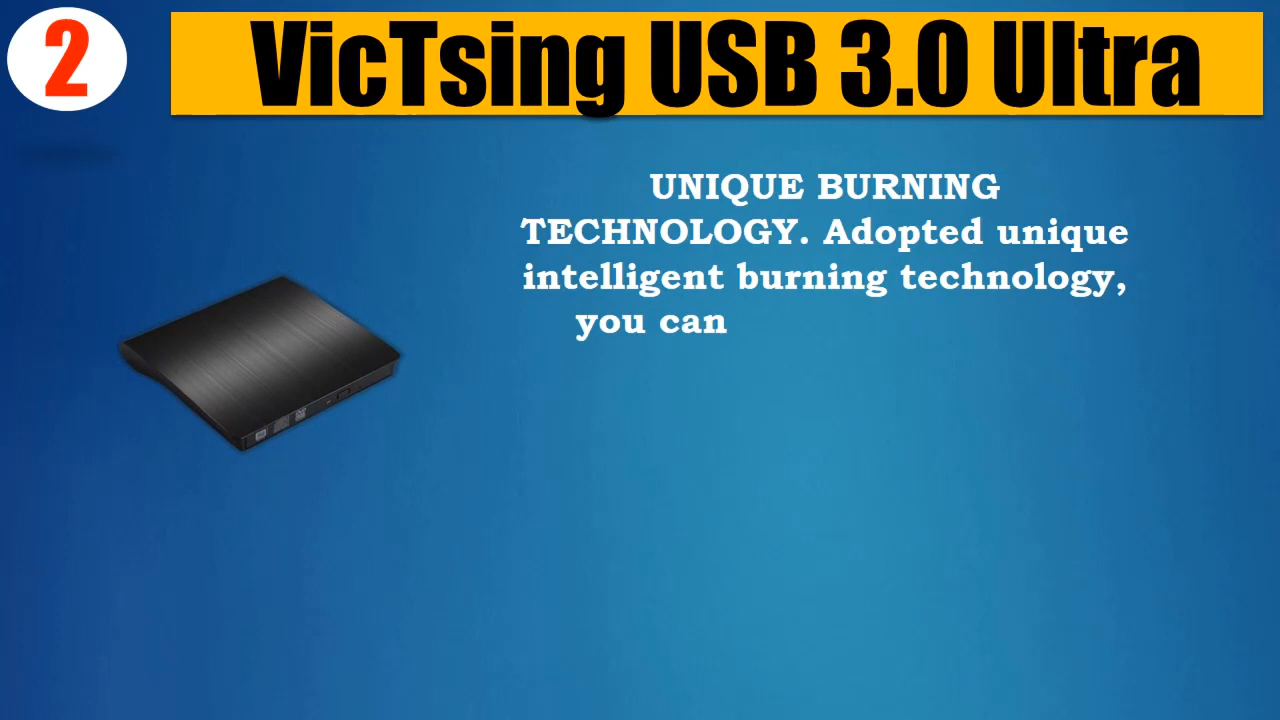 2
VicTsing USB 3.0 Ultra
UNIQUE BURNING
TECHNOLOGY. Adopted unique
intelligent burning technology,
you can